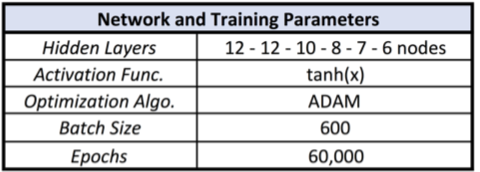 Network and Training Parameters
Hidden Layers 12 - 12 - 10 - 8 - 7 - 6 nodes
Activation Func. tanh(x)
Optimization Algo. ADAM
Batch Size 600
Epochs 60,000